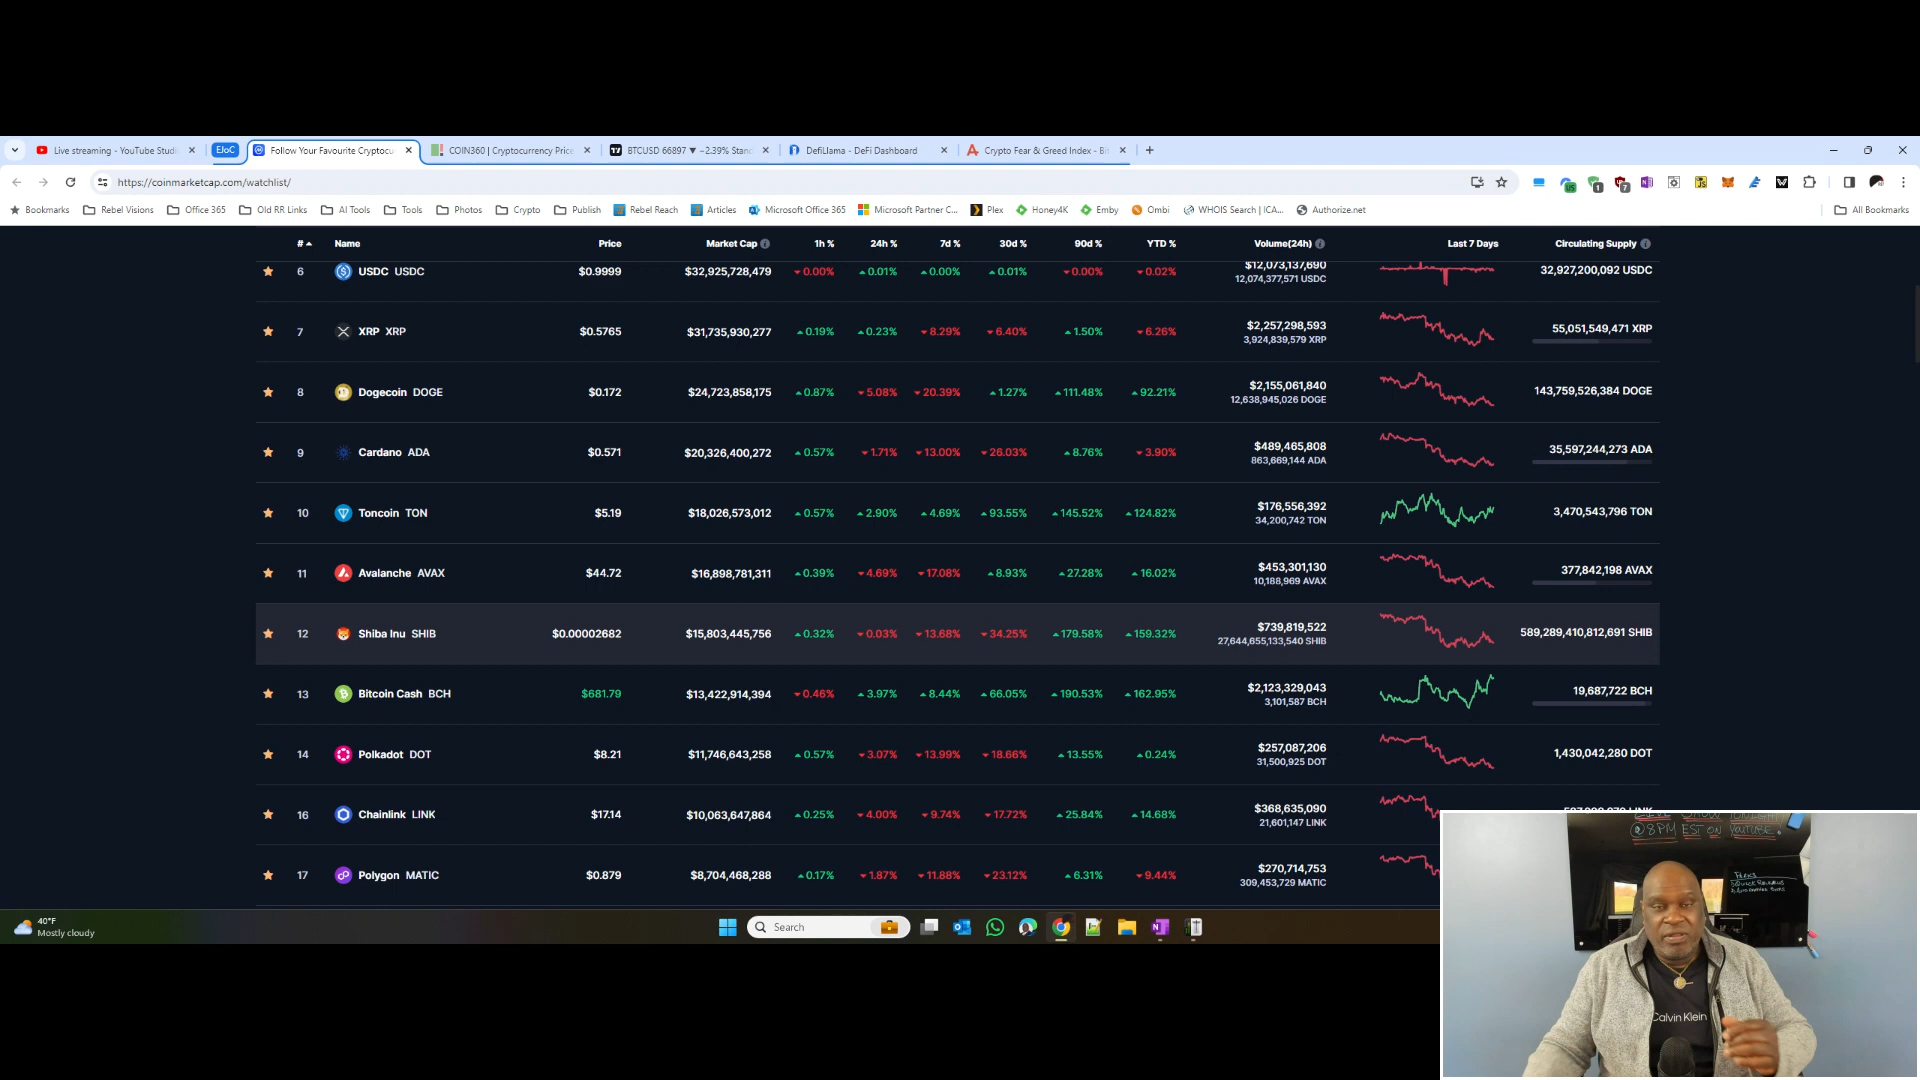 Live streaming - YouTube Studi
EJoC
Follow Your Favourite Cryptocu
COIN360 | Cryptocurrency Price
BTCUSD 66897 ▼ −2.39% Stand
DefiLlama - DeFi Dashboard
Crypto Fear & Greed Index - Bit
https://coinmarketcap.com/watchlist/
Bookmarks Rebel Visions Office 365 Old RR Links AI Tools Tools Photos Crypto Publish Rebel Reach Articles Microsoft Office 365 Microsoft Partner C... Plex Honey4K Emby Ombi WHOIS Search | ICA... Authorize.net All Bookmarks
# Name Price Market Cap 1h % 24h % 7d % 30d % 90d % YTD % Volume(24h) Last 7 Days Circulating Supply
6 USDC USDC $0.9999 $32,925,728,479 0.00% 0.01% 0.00% 0.01% 0.00% 0.02% $12,073,137,690 32,927,200,092 USDC
12,074,377,571 USDC
7 XRP XRP $0.5765 $31,735,930,277 0.19% 0.23% 8.29% 6.40% 1.50% 6.26% $2,257,298,593 55,051,549,471 XRP
3,924,839,579 XRP
8 Dogecoin DOGE $0.172 $24,723,858,175 0.87% 5.08% 20.39% 1.27% 111.48% 92.21% $2,155,061,840 143,759,526,384 DOGE
12,638,945,026 DOGE
9 Cardano ADA $0.571 $20,326,400,272 0.57% 1.71% 13.00% 26.03% 8.76% 3.90% $489,465,808 35,597,244,273 ADA
863,669,144 ADA
10 Toncoin TON $5.19 $18,026,573,012 0.57% 2.90% 4.69% 93.55% 145.52% 124.82% $176,556,392 3,470,543,796 TON
34,200,742 TON
11 Avalanche AVAX $44.72 $16,898,781,311 0.39% 4.69% 17.08% 8.93% 27.28% 16.02% $453,301,130 377,842,198 AVAX
10,188,969 AVAX
12 Shiba Inu SHIB $0.00002682 $15,803,445,756 0.32% 0.03% 13.68% 34.25% 179.58% 159.32% $739,819,522 589,289,410,812,691 SHIB
27,644,655,133,540 SHIB
13 Bitcoin Cash BCH $681.79 $13,422,914,394 0.46% 3.97% 8.44% 66.05% 190.53% 162.95% $2,123,329,043 19,687,722 BCH
3,101,587 BCH
14 Polkadot DOT $8.21 $11,746,643,258 0.57% 3.07% 13.99% 18.66% 13.55% 0.24% $257,087,206 1,430,042,280 DOT
31,500,925 DOT
16 Chainlink LINK $17.14 $10,063,647,864 0.25% 4.00% 9.74% 17.72% 25.84% 14.68% $368,635,090
21,601,147 LINK
17 Polygon MATIC $0.879 $8,704,468,288 0.17% 1.87% 11.88% 23.12% 6.31% 9.44% $270,714,753
309,453,729 MATIC
@8PM EST ON YOUTUBE.
Calvin Klein
40°F
Mostly cloudy
Search